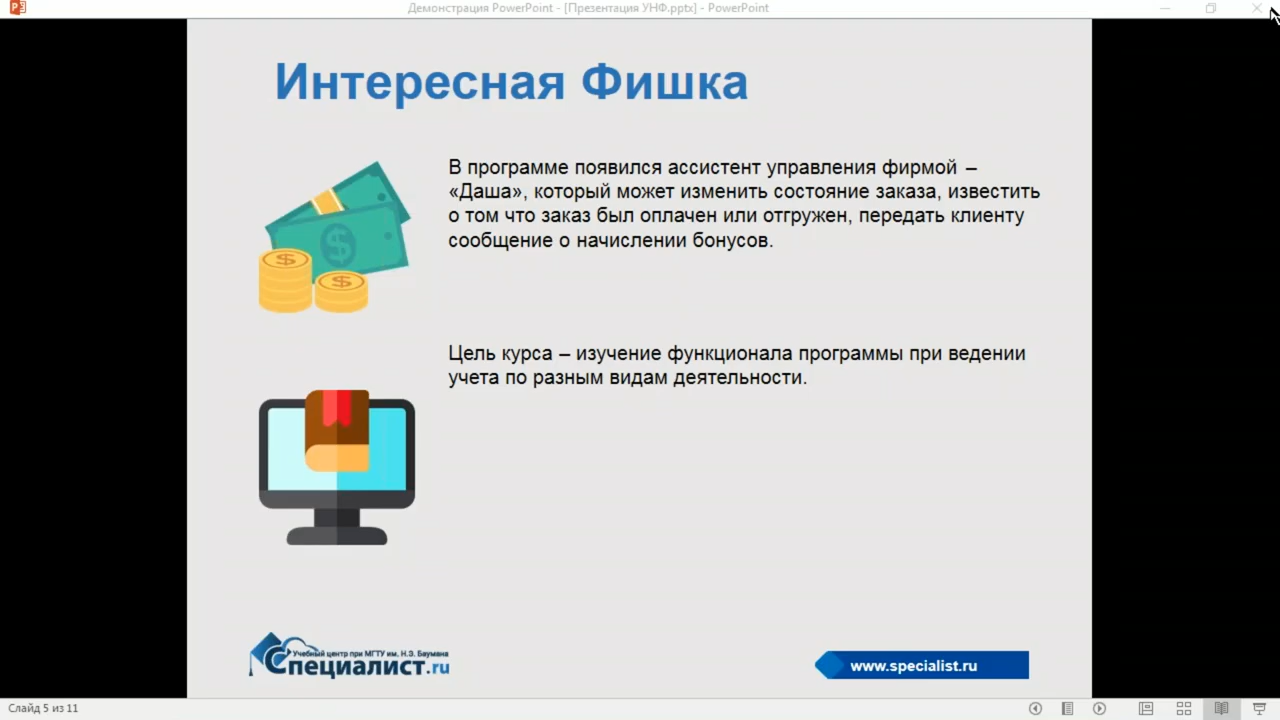 Демонстрация PowerPoint - [Презентация УНФ.pptx] - PowerPoint
Интересная Фишка
В программе появился ассистент управления фирмой –
«Даша», который может изменить состояние заказа, известить
о том что заказ был оплачен или отгружен, передать клиенту
сообщение о начислении бонусов.
Цель курса – изучение функционала программы при ведении
учета по разным видам деятельности.
Учебный центр при МГТУ им. Н.Э. Баумана
Специалист.ru
www.specialist.ru
Слайд 5 из 11